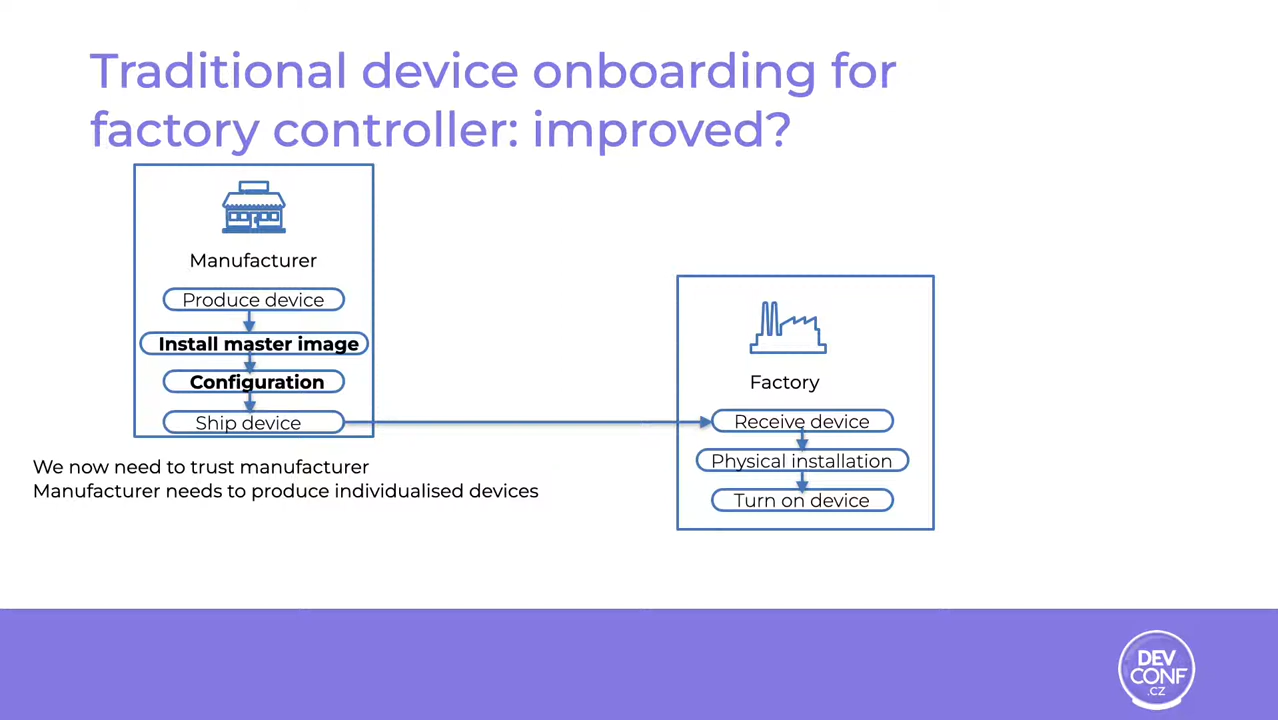 Traditional device onboarding for
factory controller: improved?
Manufacturer
Produce device
Install master image
Configuration
Ship device
We now need to trust manufacturer
Manufacturer needs to produce individualised devices
Factory
Receive device
Physical installation
Turn on device
DEV
CONF
.CZ